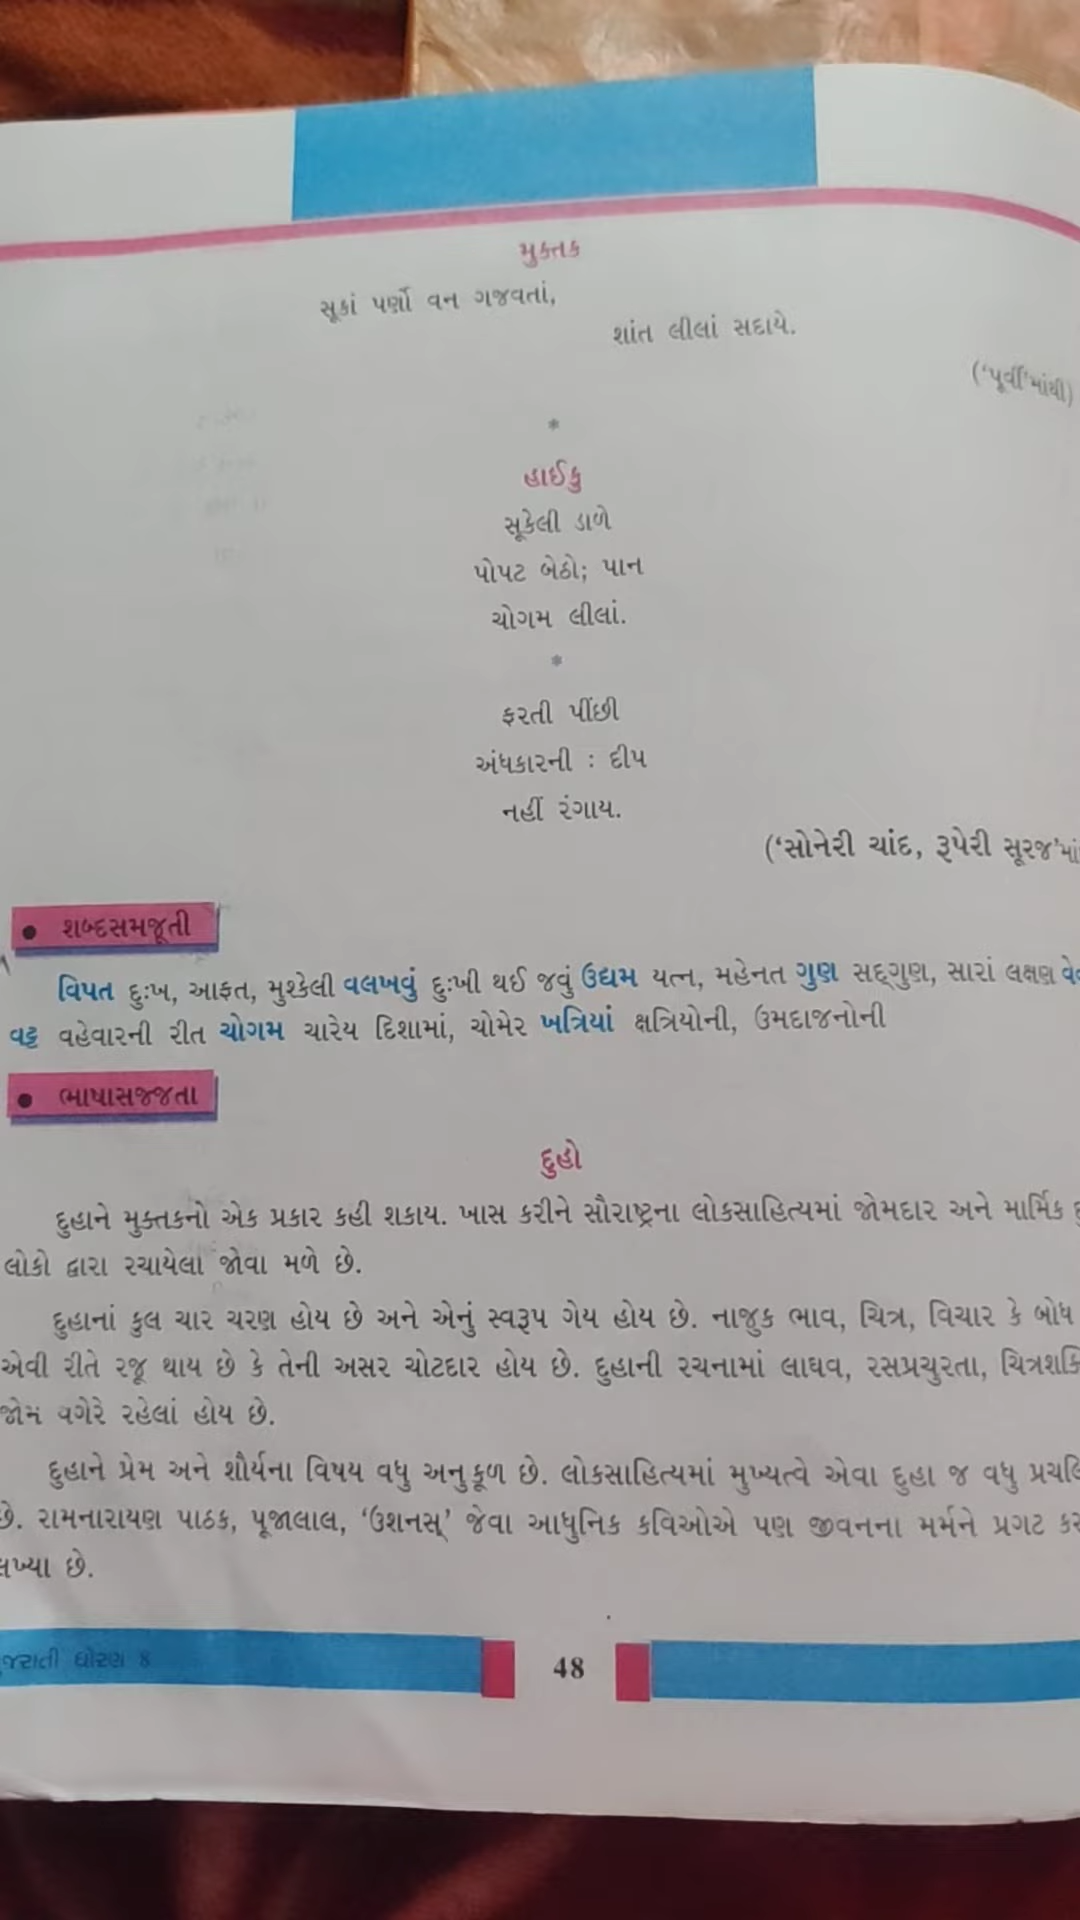 મુક્તક
સૂકાં પર્ણો વન ગજવતાં,
શાંત લીલાં સદાયે.
(‘પૂર્વી’માંથી)
*
હાઈકુ
સૂકેલી ડાળે
પોપટ બેઠો; પાન
ચોગમ લીલાં.
*
ફરતી પીંછી
અંધકારની : દીપ
નહીં રંગાય.
(‘સોનેરી ચાંદ, રૂપેરી સૂરજ’માં
• શબ્દસમજૂતી
વિપત દુઃખ, આફત, મુશ્કેલી વલખવું દુઃખી થઈ જવું ઉદ્યમ યત્ન, મહેનત ગુણ સદ્‌ગુણ, સારાં લક્ષણ
વટ્ટ વહેવારની રીત ચોગમ ચારેય દિશામાં, ચોમેર ખત્રિયાં ક્ષત્રિયોની, ઉમદાજનોની
• ભાષાસજ્જતા
દુહો
દુહાને મુક્તકનો એક પ્રકાર કહી શકાય. ખાસ કરીને સૌરાષ્ટ્રના લોકસાહિત્યમાં જોમદાર અને માર્મિક
લોકો દ્વારા રચાયેલા જોવા મળે છે.
દુહાનાં કુલ ચાર ચરણ હોય છે અને એનું સ્વરૂપ ગેય હોય છે. નાજુક ભાવ, ચિત્ર, વિચાર કે બોધ
એવી રીતે રજૂ થાય છે કે તેની અસર ચોટદાર હોય છે. દુહાની રચનામાં લાઘવ, રસપ્રચુરતા,
જોમ વગેરે રહેલાં હોય છે.
દુહાને પ્રેમ અને શૌર્યના વિષય વધુ અનુકૂળ છે. લોકસાહિત્યમાં મુખ્યત્વે એવા દુહા જ વધુ
છે. રામનારાયણ પાઠક, પૂજાલાલ, ‘ઉશનસ્’ જેવા આધુનિક કવિઓએ પણ જીવનના મર્મને પ્રગટ
છે.
ધોરણ 8
48